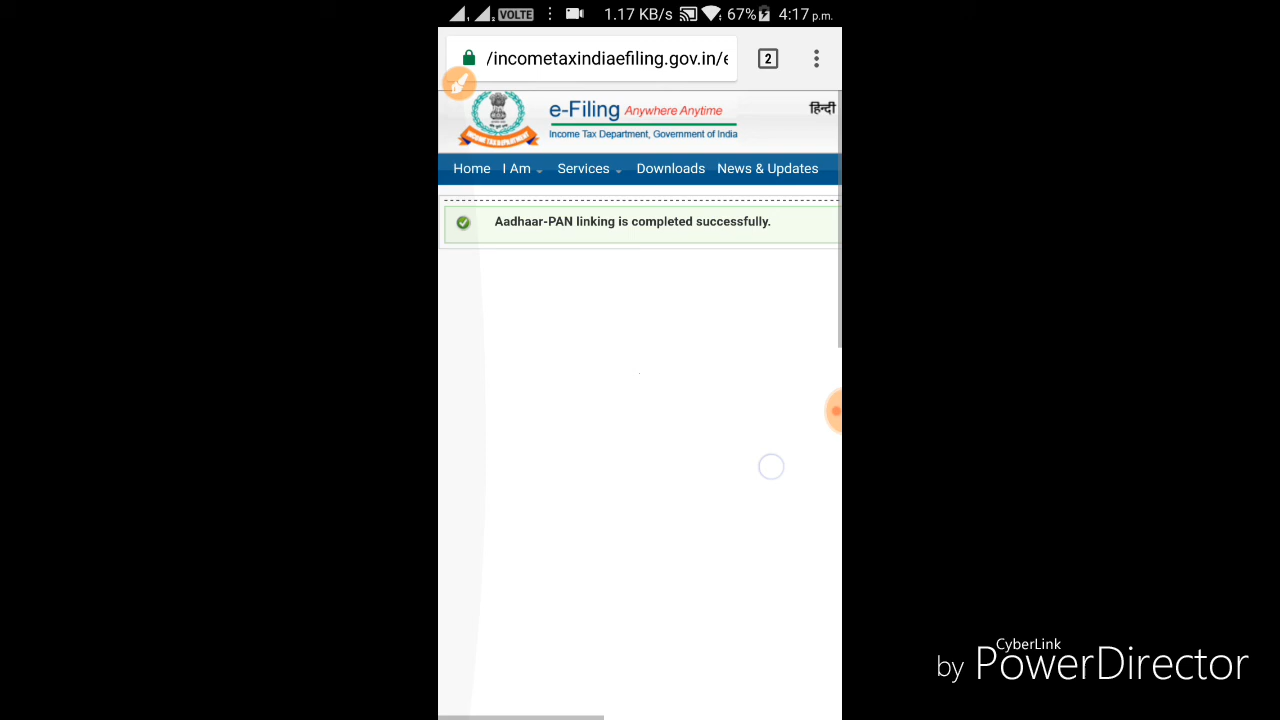 VOLTE 1.17 KB/s 67% 4:17 p.m.
/incometaxindiaefiling.gov.in/e 2
e-Filing Anywhere Anytime हिन्दी
Income Tax Department, Government of India
Home I Am Services Downloads News & Updates
Aadhaar-PAN linking is completed successfully.
CyberLink
by PowerDirector